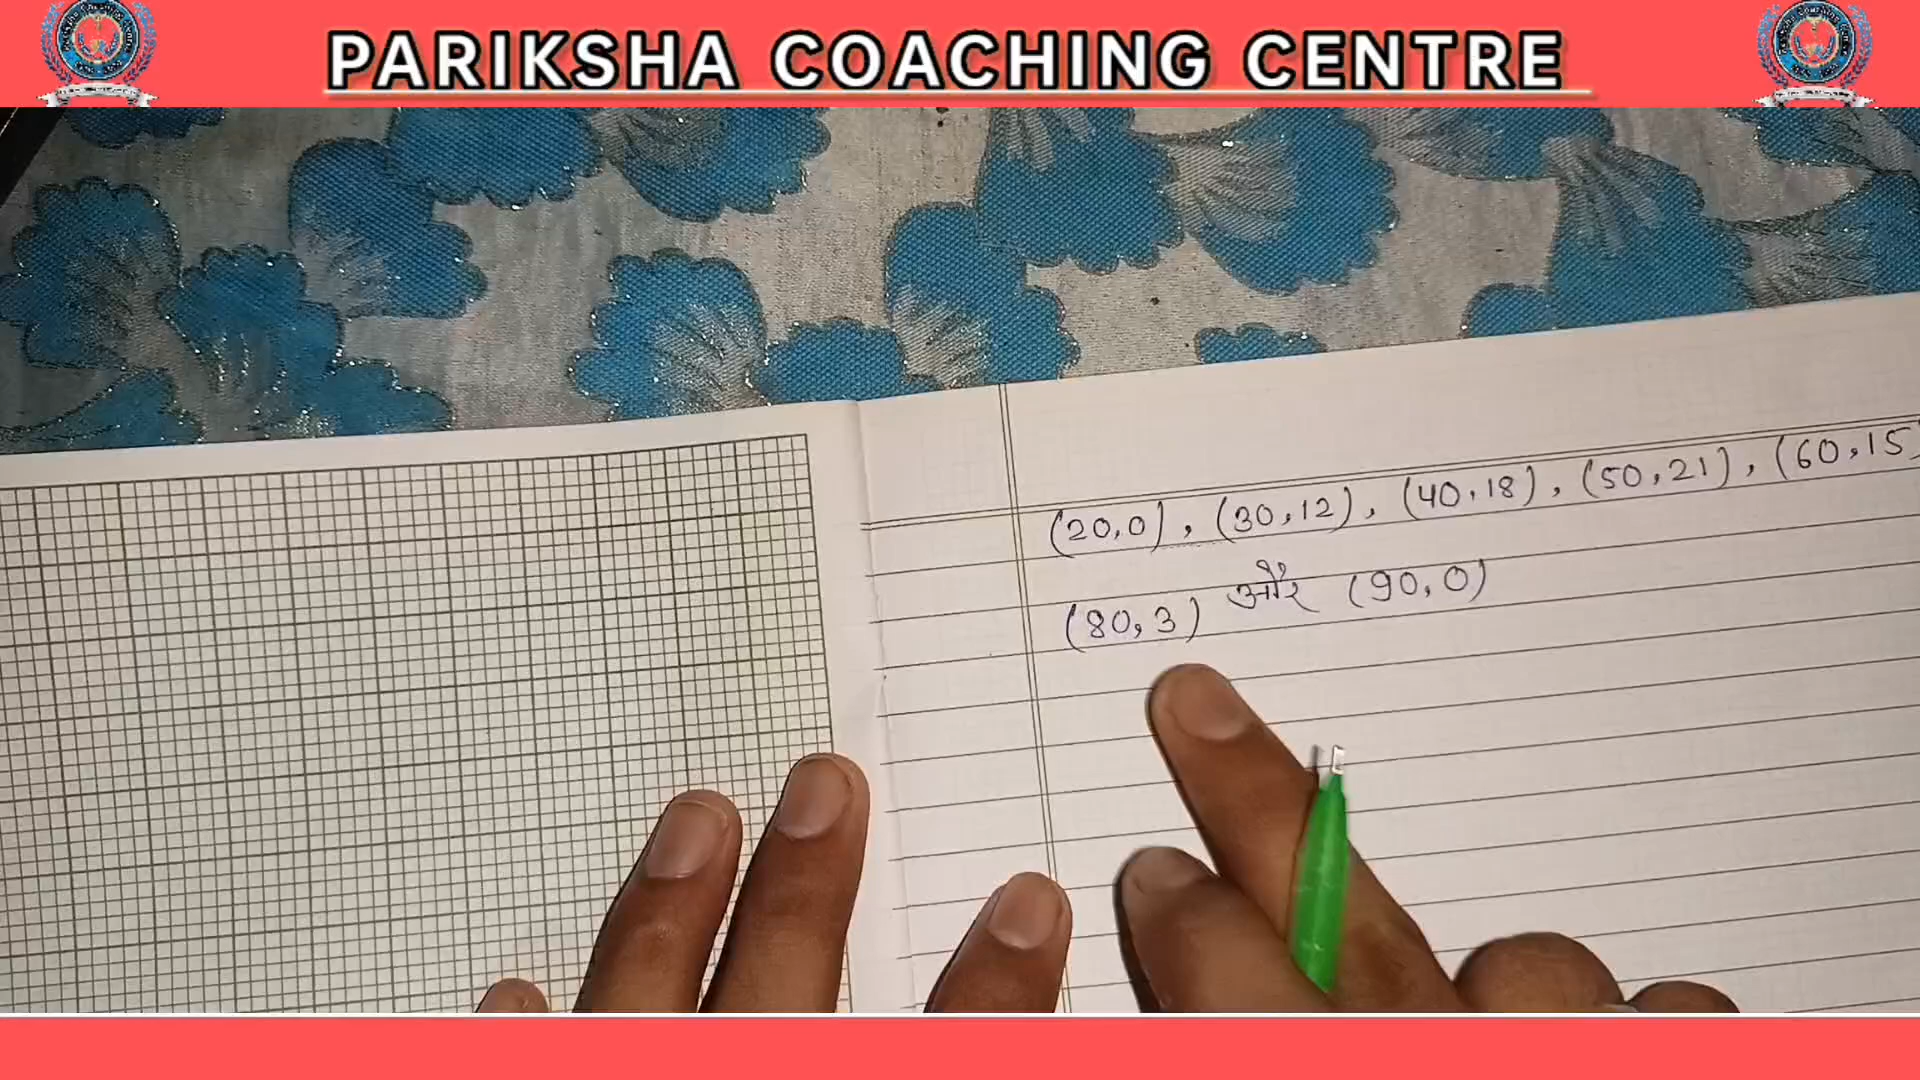 PARIKSHA COACHING CENTRE
(20,0), (30,12), (40,18), (50,21), (60,15)
(80,3) और (90,0)